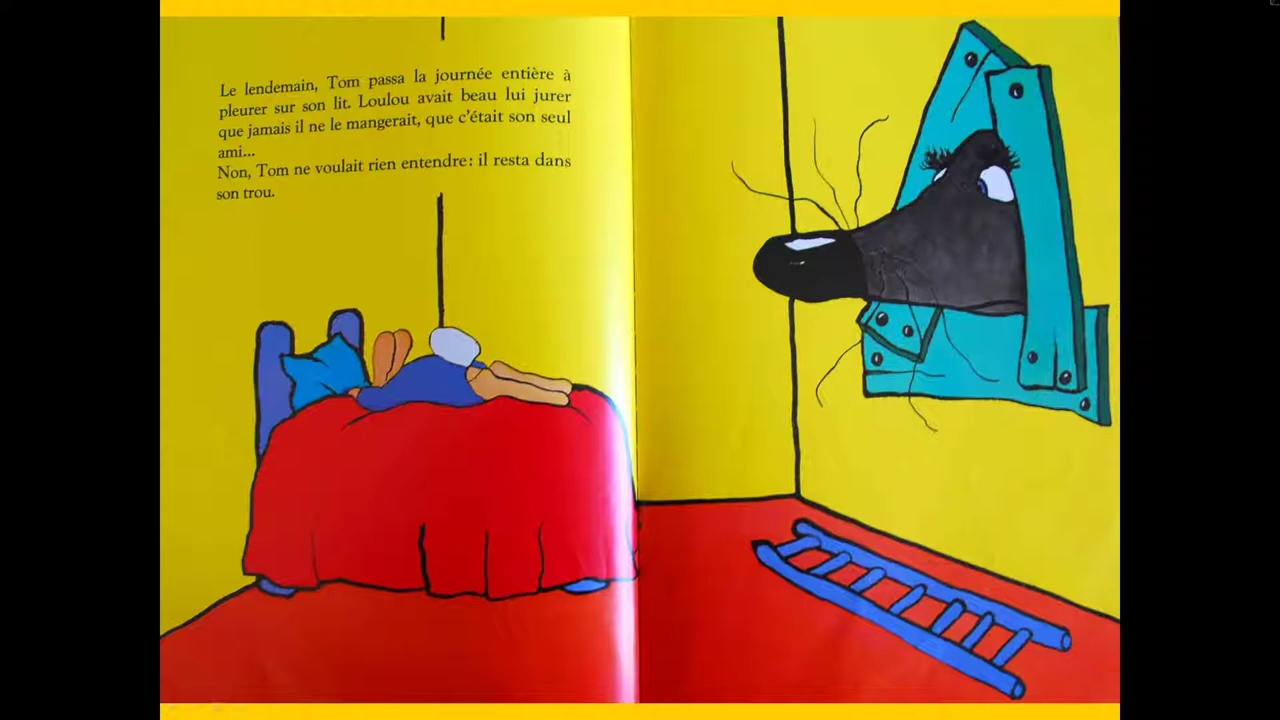 Le lendemain, Tom passa la journée entière à
pleurer sur son lit. Loulou avait beau lui jurer
que jamais il ne le mangerait, que c'était son seul
ami...
Non, Tom ne voulait rien entendre : il resta dans
son trou.